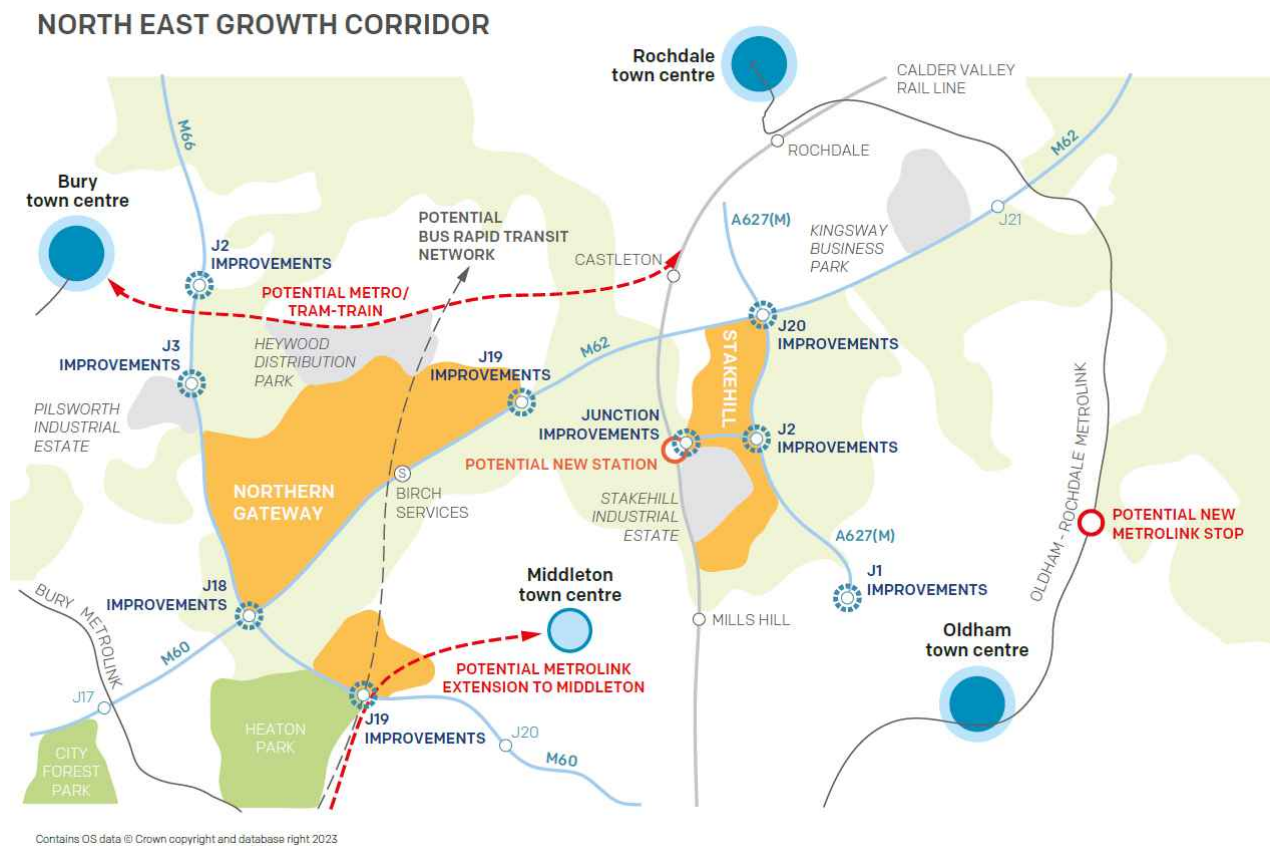 NORTH EAST GROWTH CORRIDOR
Rochdale
town centre
CALDER VALLEY
RAIL LINE
M66
M62
ROCHDALE
Bury
town centre
POTENTIAL
BUS RAPID TRANSIT
NETWORK
A627(M)
KINGSWAY
BUSINESS
PARK
J21
J2
IMPROVEMENTS
CASTLETON
POTENTIAL METRO/
TRAM-TRAIN
J3
IMPROVEMENTS
HEYWOOD
DISTRIBUTION
PARK
J19
IMPROVEMENTS
M62
J20
IMPROVEMENTS
STAKEHILL
PILSWORTH
INDUSTRIAL
ESTATE
JUNCTION
IMPROVEMENTS
J2
IMPROVEMENTS
POTENTIAL NEW STATION
S
BIRCH
SERVICES
NORTHERN
GATEWAY
STAKEHILL
INDUSTRIAL
ESTATE
OLDHAM - ROCHDALE METROLINK
POTENTIAL NEW
METROLINK STOP
A627(M)
J1
IMPROVEMENTS
J18
IMPROVEMENTS
Middleton
town centre
BURY METROLINK
MILLS HILL
Oldham
town centre
M60
POTENTIAL METROLINK
EXTENSION TO MIDDLETON
J17
HEATON
PARK
J19
IMPROVEMENTS
J20
CITY
FOREST
PARK
M60
Contains OS data © Crown copyright and database right 2023